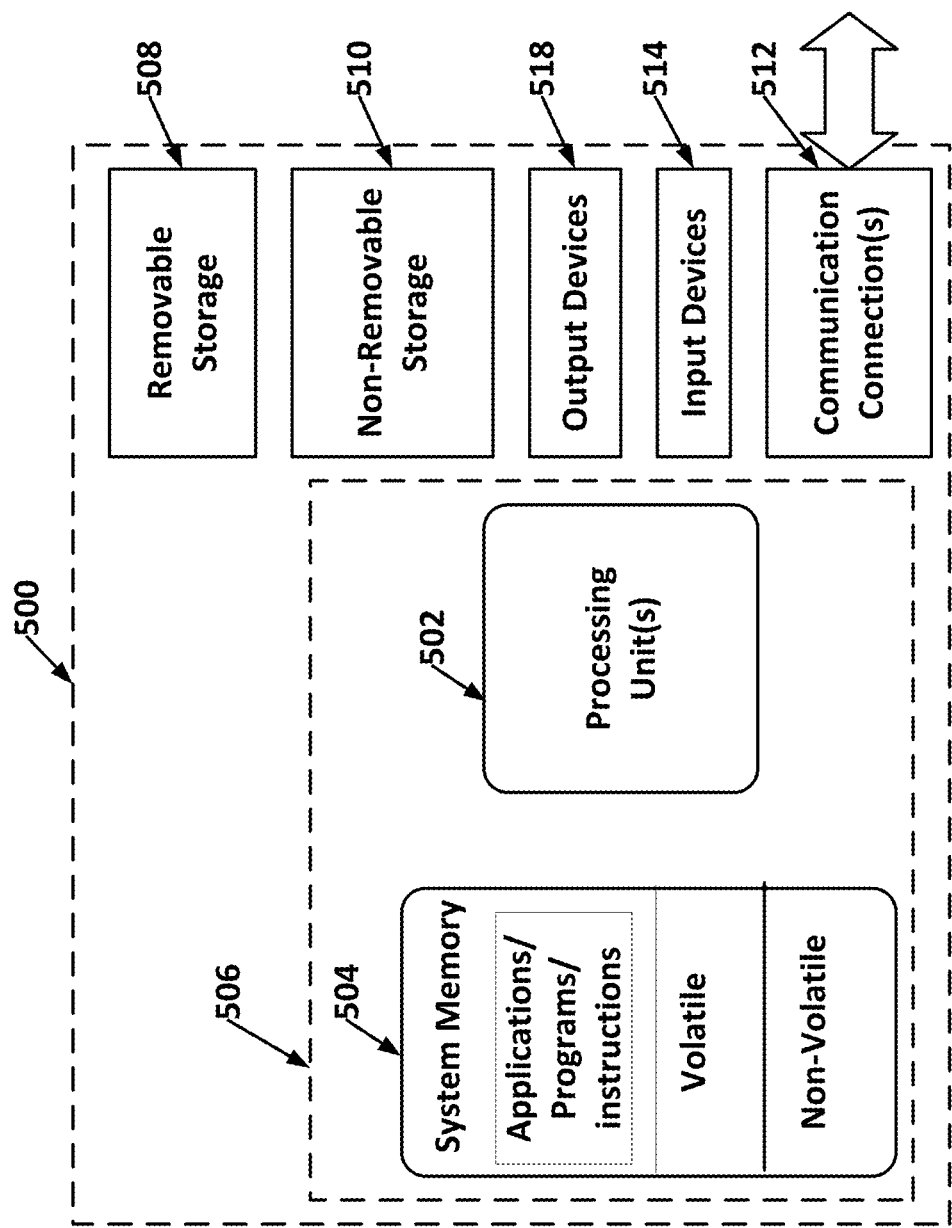 500
506
504
System Memory
Applications/
Programs/
instructions
Volatile
Non-Volatile
502
Processing
Unit(s)
Removable
Storage
508
Non-Removable
Storage
510
Output Devices
518
Input Devices
514
Communication
Connection(s)
512